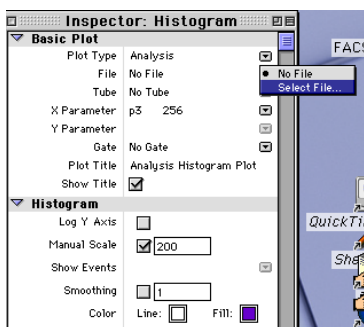 Inspector: Histogram
Basic Plot
Plot Type Analysis
File No File
No File
Select File...
Tube No Tube
X Parameter p3 256
Y Parameter
Gate No Gate
Plot Title Analysis Histogram Plot
Show Title
Histogram
Log Y Axis
Manual Scale 200
Show Events
Smoothing 1
Color Line: Fill:
FACS
QuickTi
She